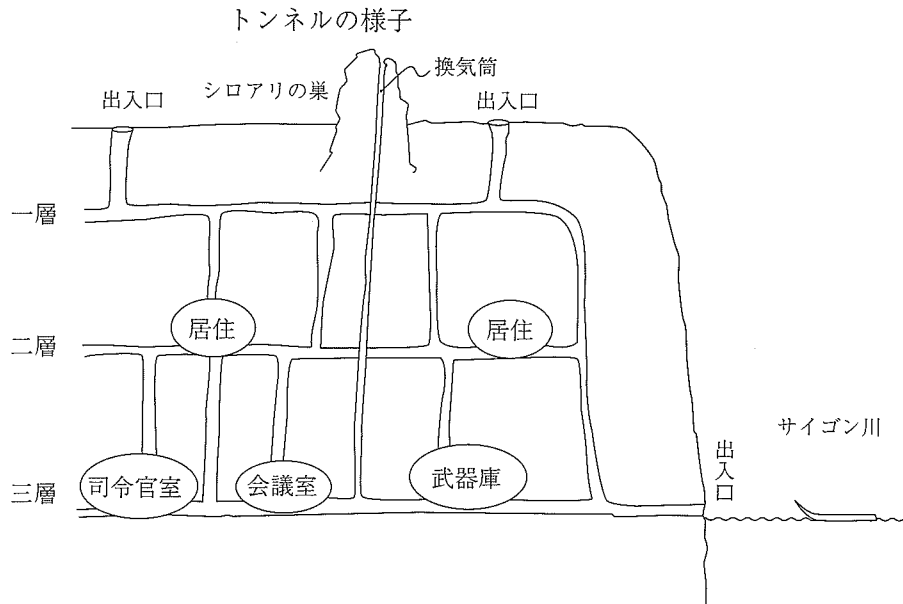 トンネルの様子
換気筒
シロアリの巣
出入口
出入口
一層
居住
居住
二層
サイゴン川
出入口
司令官室
会議室
武器庫
三層